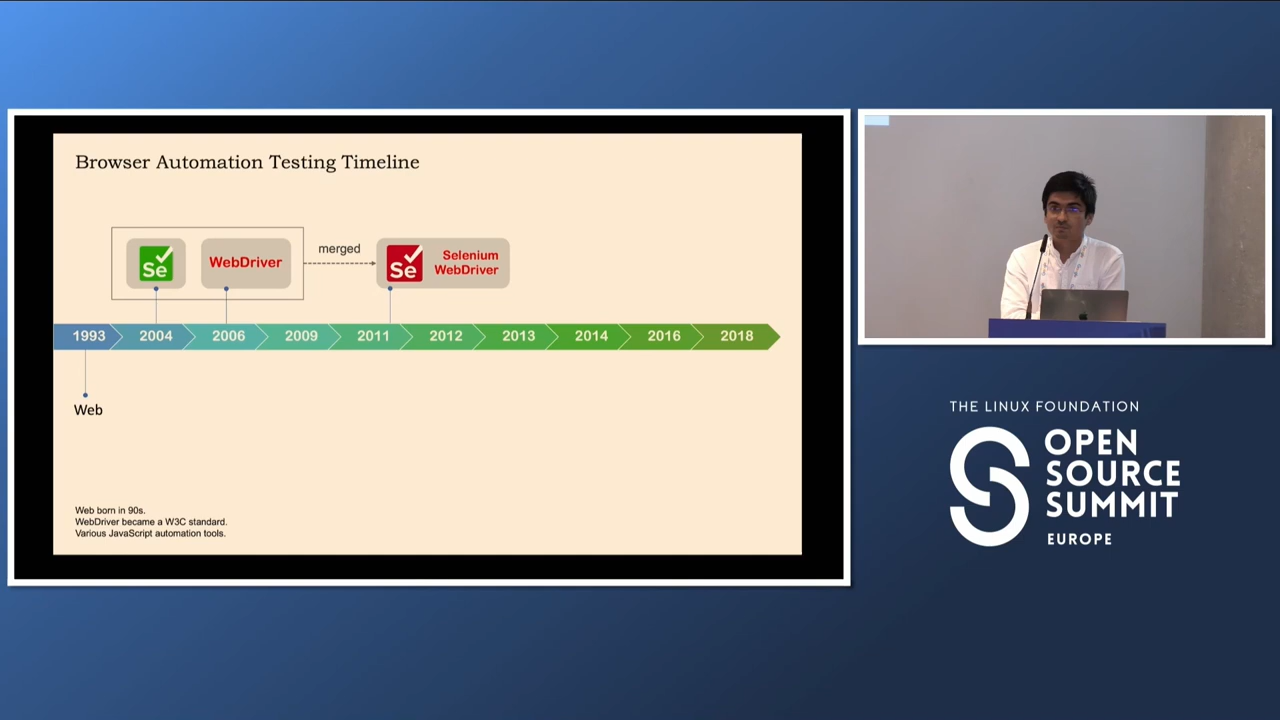 Browser Automation Testing Timeline
Se
WebDriver
merged
Se
Selenium
WebDriver
1993
2004
2006
2009
2011
2012
2013
2014
2016
2018
Web
Web born in 90s.
WebDriver became a W3C standard.
Various JavaScript automation tools.
THE LINUX FOUNDATION
OPEN
SOURCE
SUMMIT
EUROPE